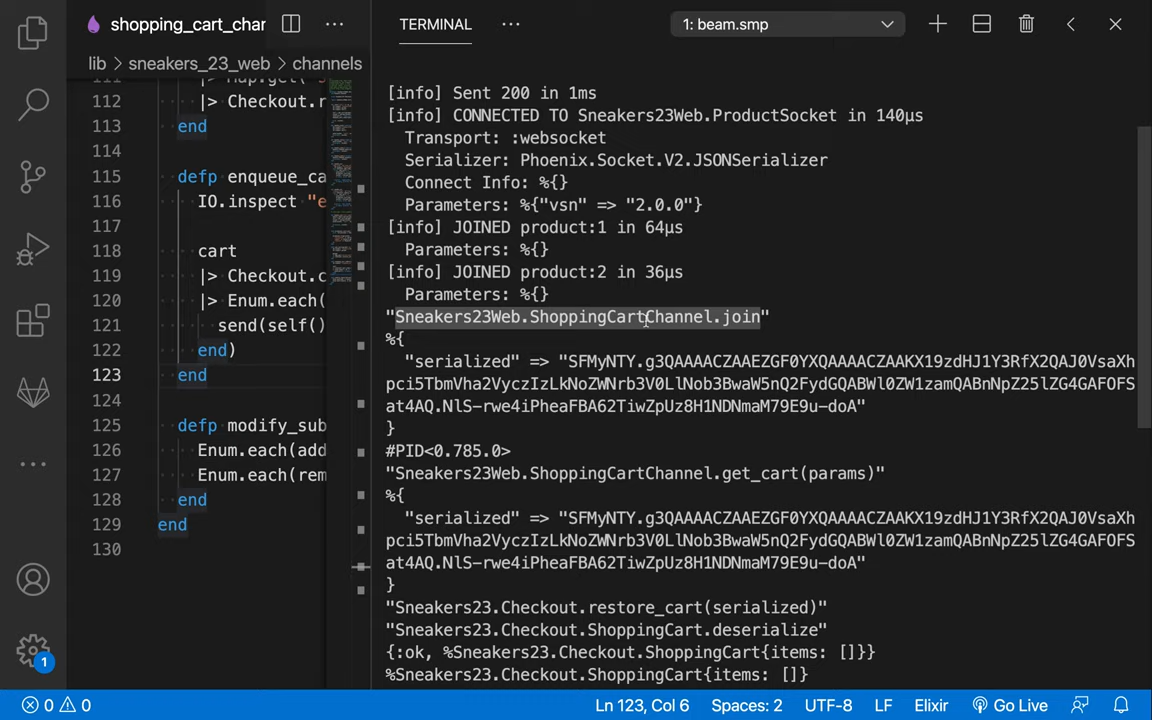 shopping_cart_char
TERMINAL
1: beam.smp
lib > sneakers_23_web > channels
112 |> Checkout.r
113 end
114
115 defp enqueue_ca
116 IO.inspect "e
117
118 cart
119 |> Checkout.c
120 |> Enum.each(
121 send(self()
122 end)
123 end
124
125 defp modify_sub
126 Enum.each(add
127 Enum.each(rem
128 end
129 end
130
[info] Sent 200 in 1ms
[info] CONNECTED TO Sneakers23Web.ProductSocket in 140µs
Transport: :websocket
Serializer: Phoenix.Socket.V2.JSONSerializer
Connect Info: %{}
Parameters: %{"vsn" => "2.0.0"}
[info] JOINED product:1 in 64µs
Parameters: %{}
[info] JOINED product:2 in 36µs
Parameters: %{}
"Sneakers23Web.ShoppingCartChannel.join"
%{
"serialized" => "SFMyNTY.g3QAAAACZAAEZGF0YXQAAAACZAAKX19zdHJ1Y3RfX2QAJ0VsaXh
pci5TbmVha2VyczIzLkNoZWNrb3V0LlNob3BwaW5nQ2FydGQABWl0ZW1zamQABnNpZ25lZG4GAFOFS
at4AQ.NlS-rwe4iPheaFBA62TiwZpUz8H1NDNmaM79E9u-doA"
}
#PID<0.785.0>
"Sneakers23Web.ShoppingCartChannel.get_cart(params)"
%{
"serialized" => "SFMyNTY.g3QAAAACZAAEZGF0YXQAAAACZAAKX19zdHJ1Y3RfX2QAJ0VsaXh
pci5TbmVha2VyczIzLkNoZWNrb3V0LlNob3BwaW5nQ2FydGQABWl0ZW1zamQABnNpZ25lZG4GAFOFS
at4AQ.NlS-rwe4iPheaFBA62TiwZpUz8H1NDNmaM79E9u-doA"
}
"Sneakers23.Checkout.restore_cart(serialized)"
"Sneakers23.Checkout.ShoppingCart.deserialize"
{:ok, %Sneakers23.Checkout.ShoppingCart{items: []}}
%Sneakers23.Checkout.ShoppingCart{items: []}
1
0 0
Ln 123, Col 6
Spaces: 2
UTF-8
LF
Elixir
Go Live